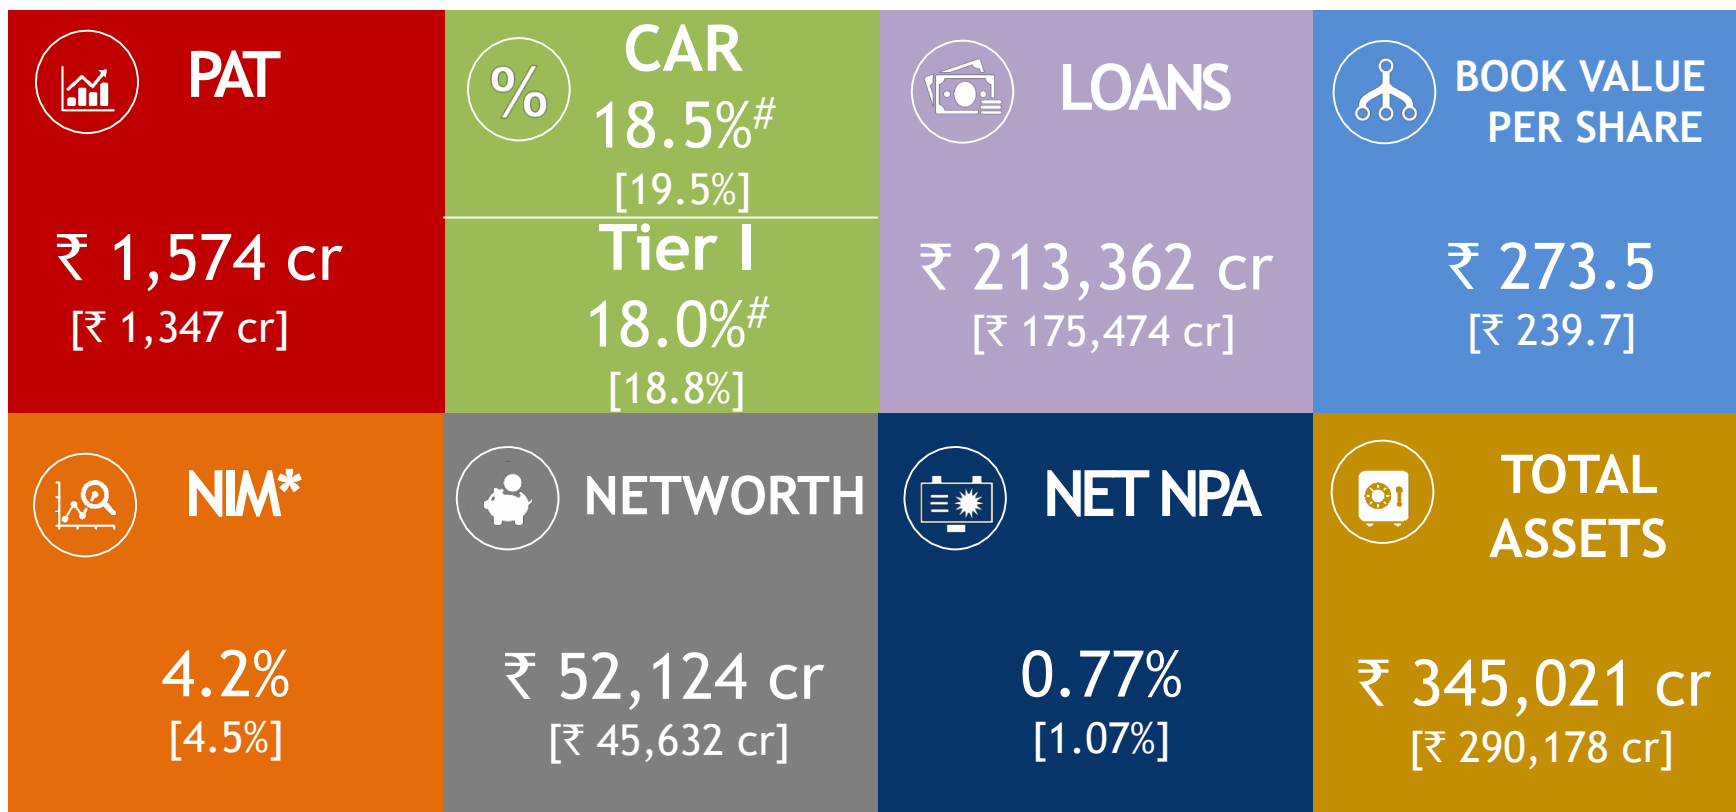 PAT
₹ 1,574 cr
[₹ 1,347 cr]
%
CAR
18.5%#
[19.5%]
Tier I
18.0%#
[18.8%]
LOANS
₹ 213,362 cr
[₹ 175,474 cr]
BOOK VALUE
PER SHARE
₹ 273.5
[₹ 239.7]
NIM*
4.2%
[4.5%]
NETWORTH
₹ 52,124 cr
[₹ 45,632 cr]
NET NPA
0.77%
[1.07%]
TOTAL
ASSETS
₹ 345,021 cr
[₹ 290,178 cr]